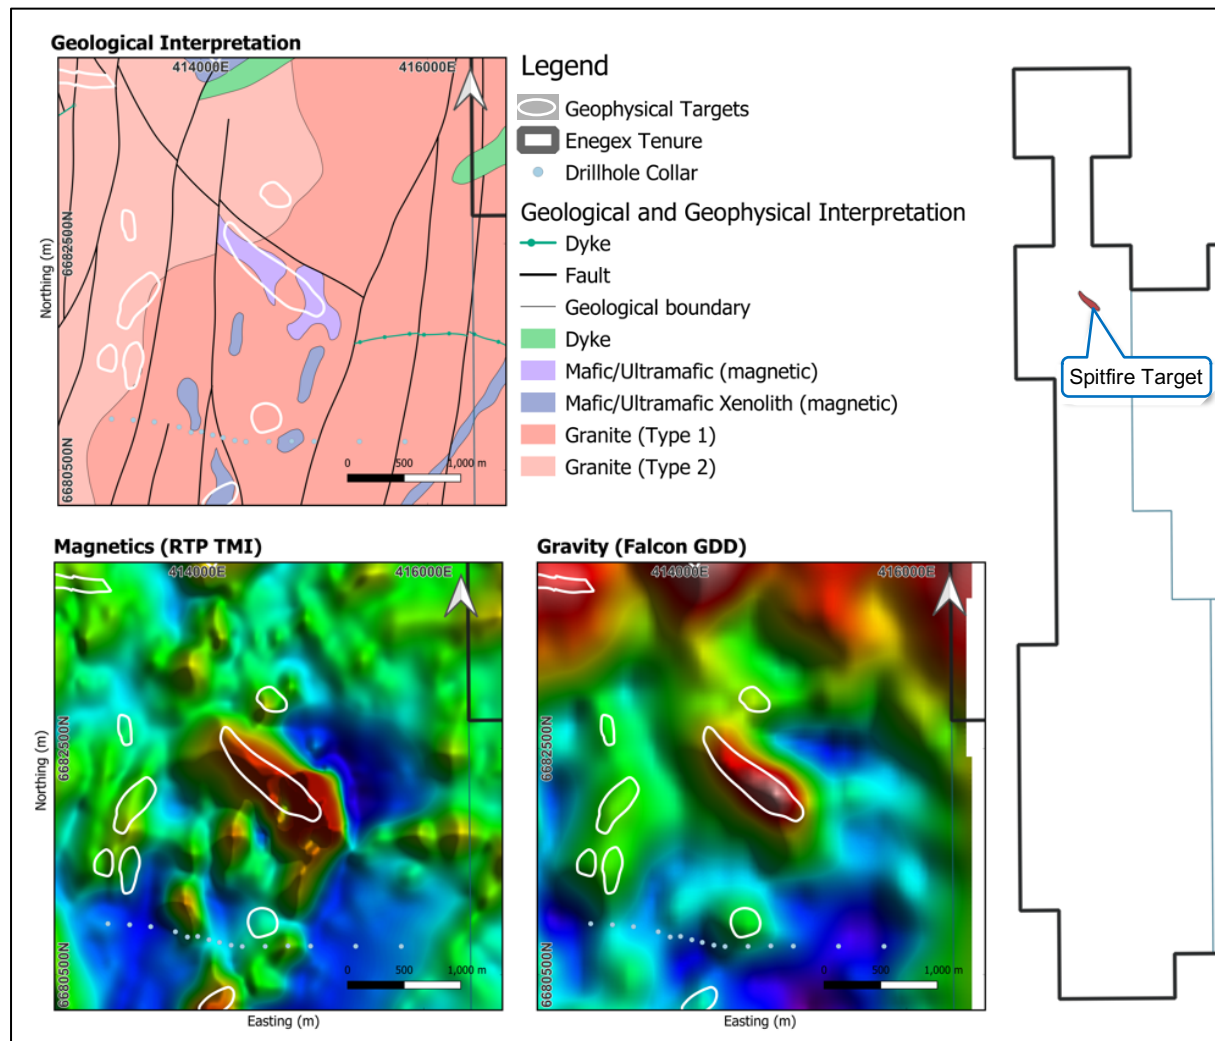 Geological Interpretation
414000E
416000E
6682500N
Northing (m)
6680500N
0
500
1,000 m
Legend
Geophysical Targets
Enegex Tenure
Drillhole Collar
Geological and Geophysical Interpretation
Dyke
Fault
Geological boundary
Dyke
Mafic/Ultramafic (magnetic)
Mafic/Ultramafic Xenolith (magnetic)
Granite (Type 1)
Granite (Type 2)
Spitfire Target
Magnetics (RTP TMI)
414000E
416000E
6682500N
Northing (m)
6680500N
0
500
1,000 m
Easting (m)
Gravity (Falcon GDD)
414000E
416000E
6682500N
6680500N
0
500
1,000 m
Easting (m)